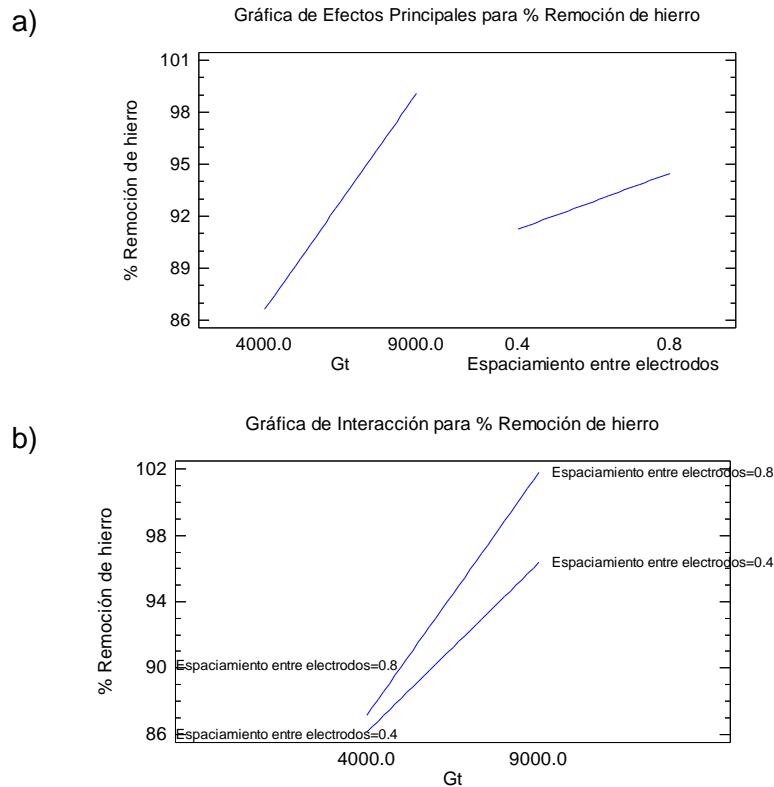 a)
Gráfica de Efectos Principales para % Remoción de hierro
% Remoción de hierro
101
98
95
92
89
86
4000.0
9000.0
0.4
0.8
Gt
Espaciamiento entre electrodos
b)
Gráfica de Interacción para % Remoción de hierro
% Remoción de hierro
102
98
94
90
86
Espaciamiento entre electrodos=0.8
Espaciamiento entre electrodos=0.4
Espaciamiento entre electrodos=0.8
Espaciamiento entre electrodos=0.4
4000.0
9000.0
Gt